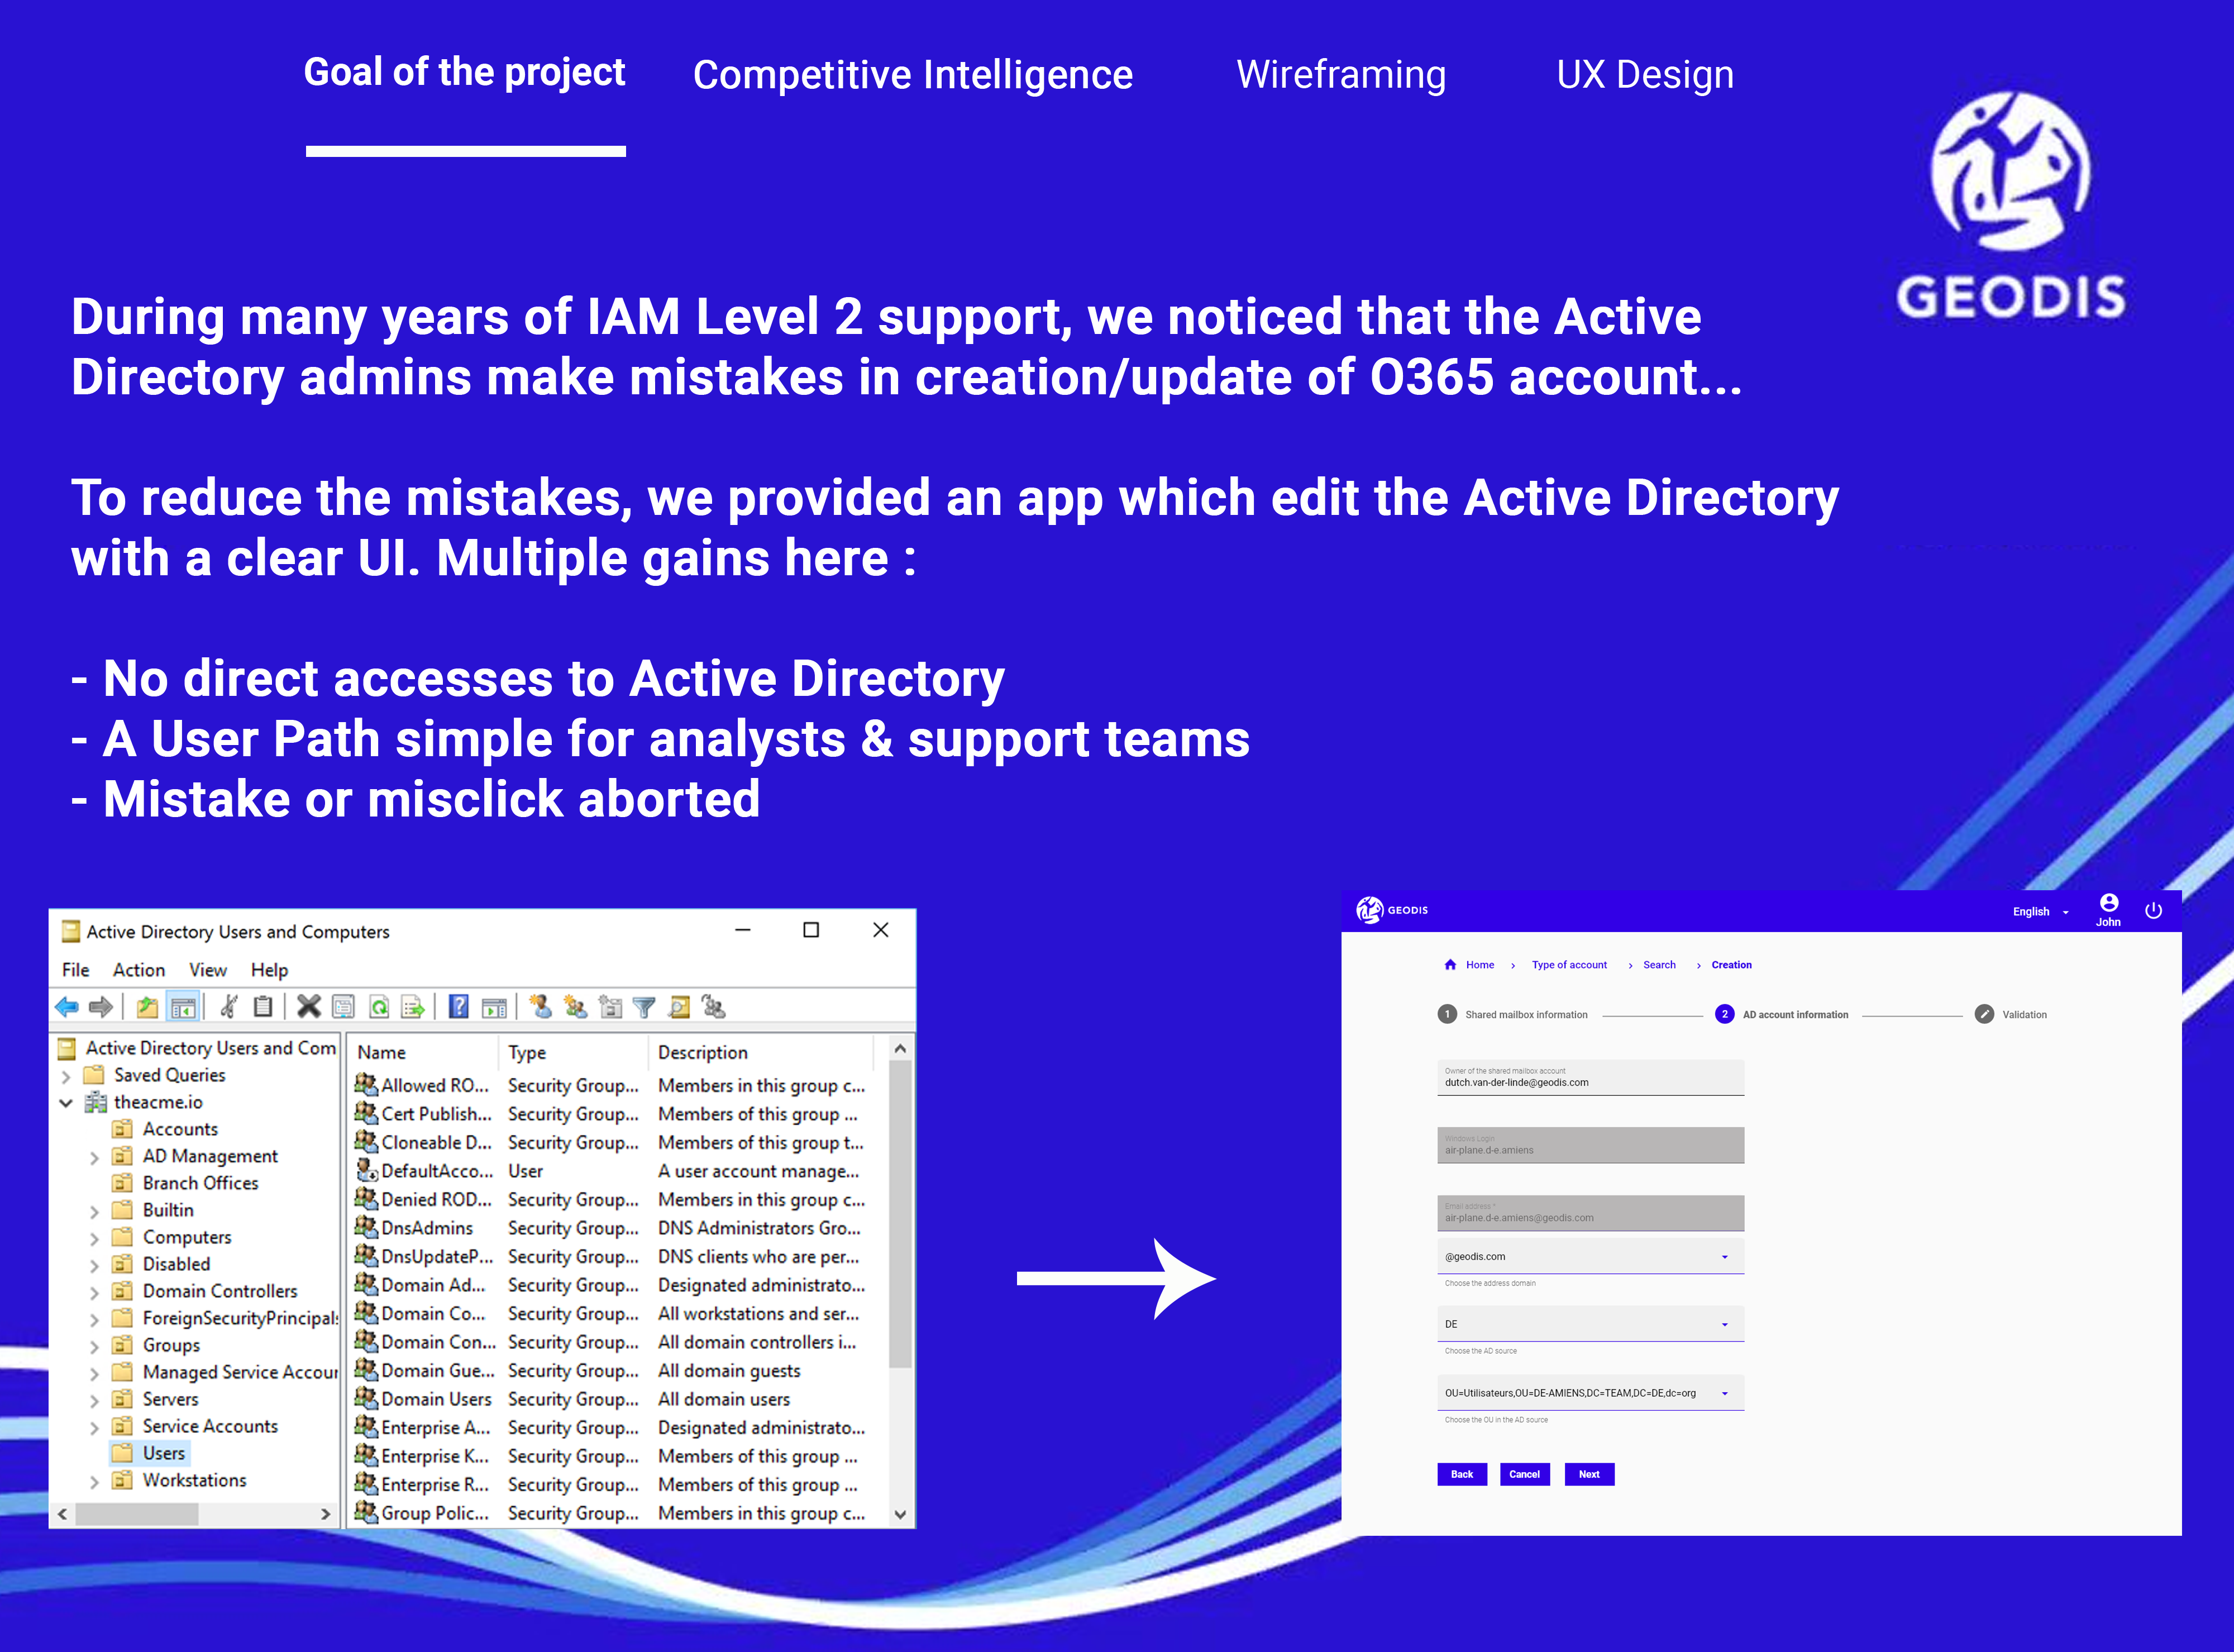 Goal of the project
Competitive Intelligence
Wireframing
UX Design
GEODIS
During many years of IAM Level 2 support, we noticed that the Active
Directory admins make mistakes in creation/update of O365 account...
To reduce the mistakes, we provided an app which edit the Active Directory
with a clear UI. Multiple gains here :
- No direct accesses to Active Directory
- A User Path simple for analysts & support teams
- Mistake or misclick aborted
Active Directory Users and Computers
File Action View Help
Active Directory Users and Com
Saved Queries
theacme.io
Accounts
AD Management
Branch Offices
Builtin
Computers
Disabled
Domain Controllers
ForeignSecurityPrincipals
Groups
Managed Service Accour
Servers
Service Accounts
Users
Workstations
Name Type Description
Allowed RO... Security Group... Members in this group c...
Cert Publish... Security Group... Members of this group ...
Cloneable D... Security Group... Members of this group t...
DefaultAcco... User A user account manage...
Denied ROD... Security Group... Members in this group c...
DnsAdmins Security Group... DNS Administrators Gro...
DnsUpdateP... Security Group... DNS clients who are per...
Domain Ad... Security Group... Designated administrato...
Domain Co... Security Group... All workstations and ser...
Domain Con... Security Group... All domain controllers i...
Domain Gue... Security Group... All domain guests
Domain Users Security Group... All domain users
Enterprise A... Security Group... Designated administrato...
Enterprise K... Security Group... Members of this group ...
Enterprise R... Security Group... Members of this group ...
Group Polic... Security Group... Members in this group c...
GEODIS
English
John
Home > Type of account > Search > Creation
1 Shared mailbox information
2 AD account information
Validation
Owner of the shared mailbox account
dutch.van-der-linde@geodis.com
Windows Login
air-plane.d-e.amiens
Email address *
air-plane.d-e.amiens@geodis.com
@geodis.com
Choose the address domain
DE
Choose the AD source
OU=Utilisateurs,OU=DE-AMIENS,DC=TEAM,DC=DE,dc=org
Choose the OU in the AD source
Back Cancel Next